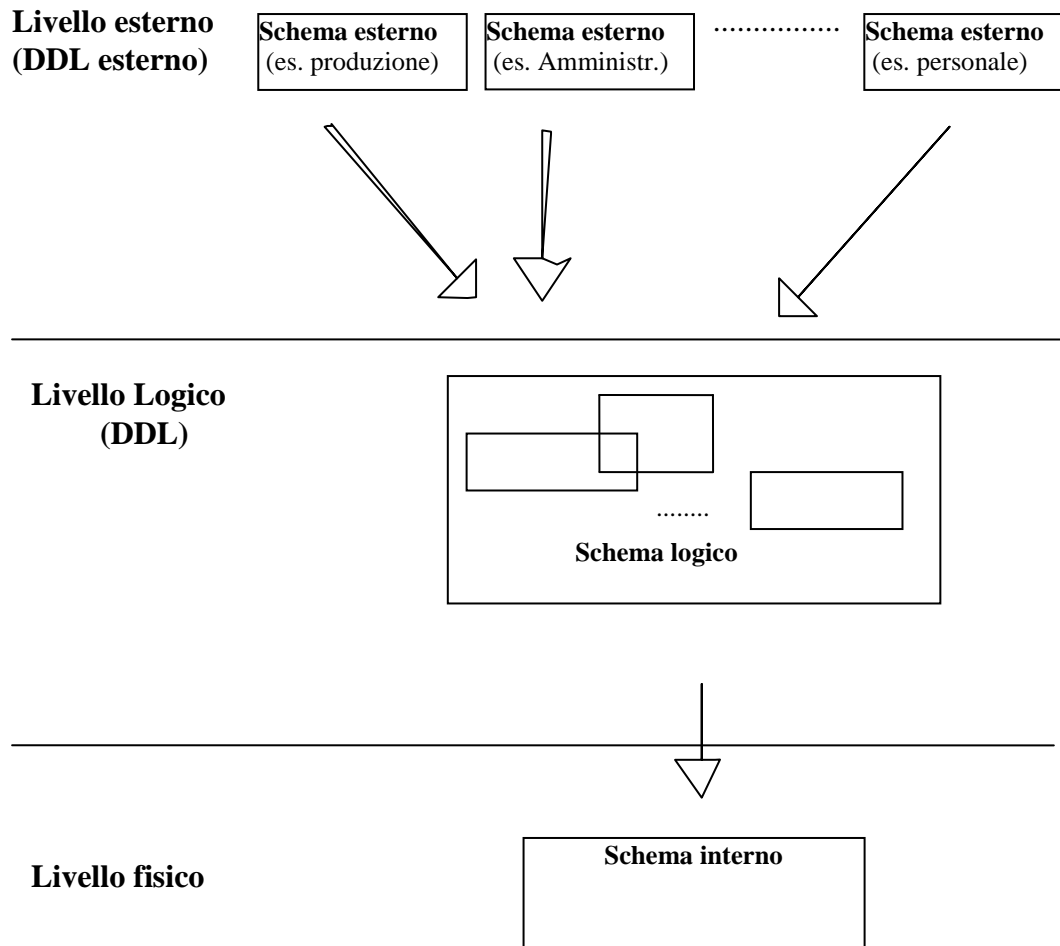 Livello esterno
(DDL esterno)
Schema esterno
(es. produzione)
Schema esterno
(es. Amministr.)
................
Schema esterno
(es. personale)
Livello Logico
(DDL)
........
Schema logico
Livello fisico
Schema interno